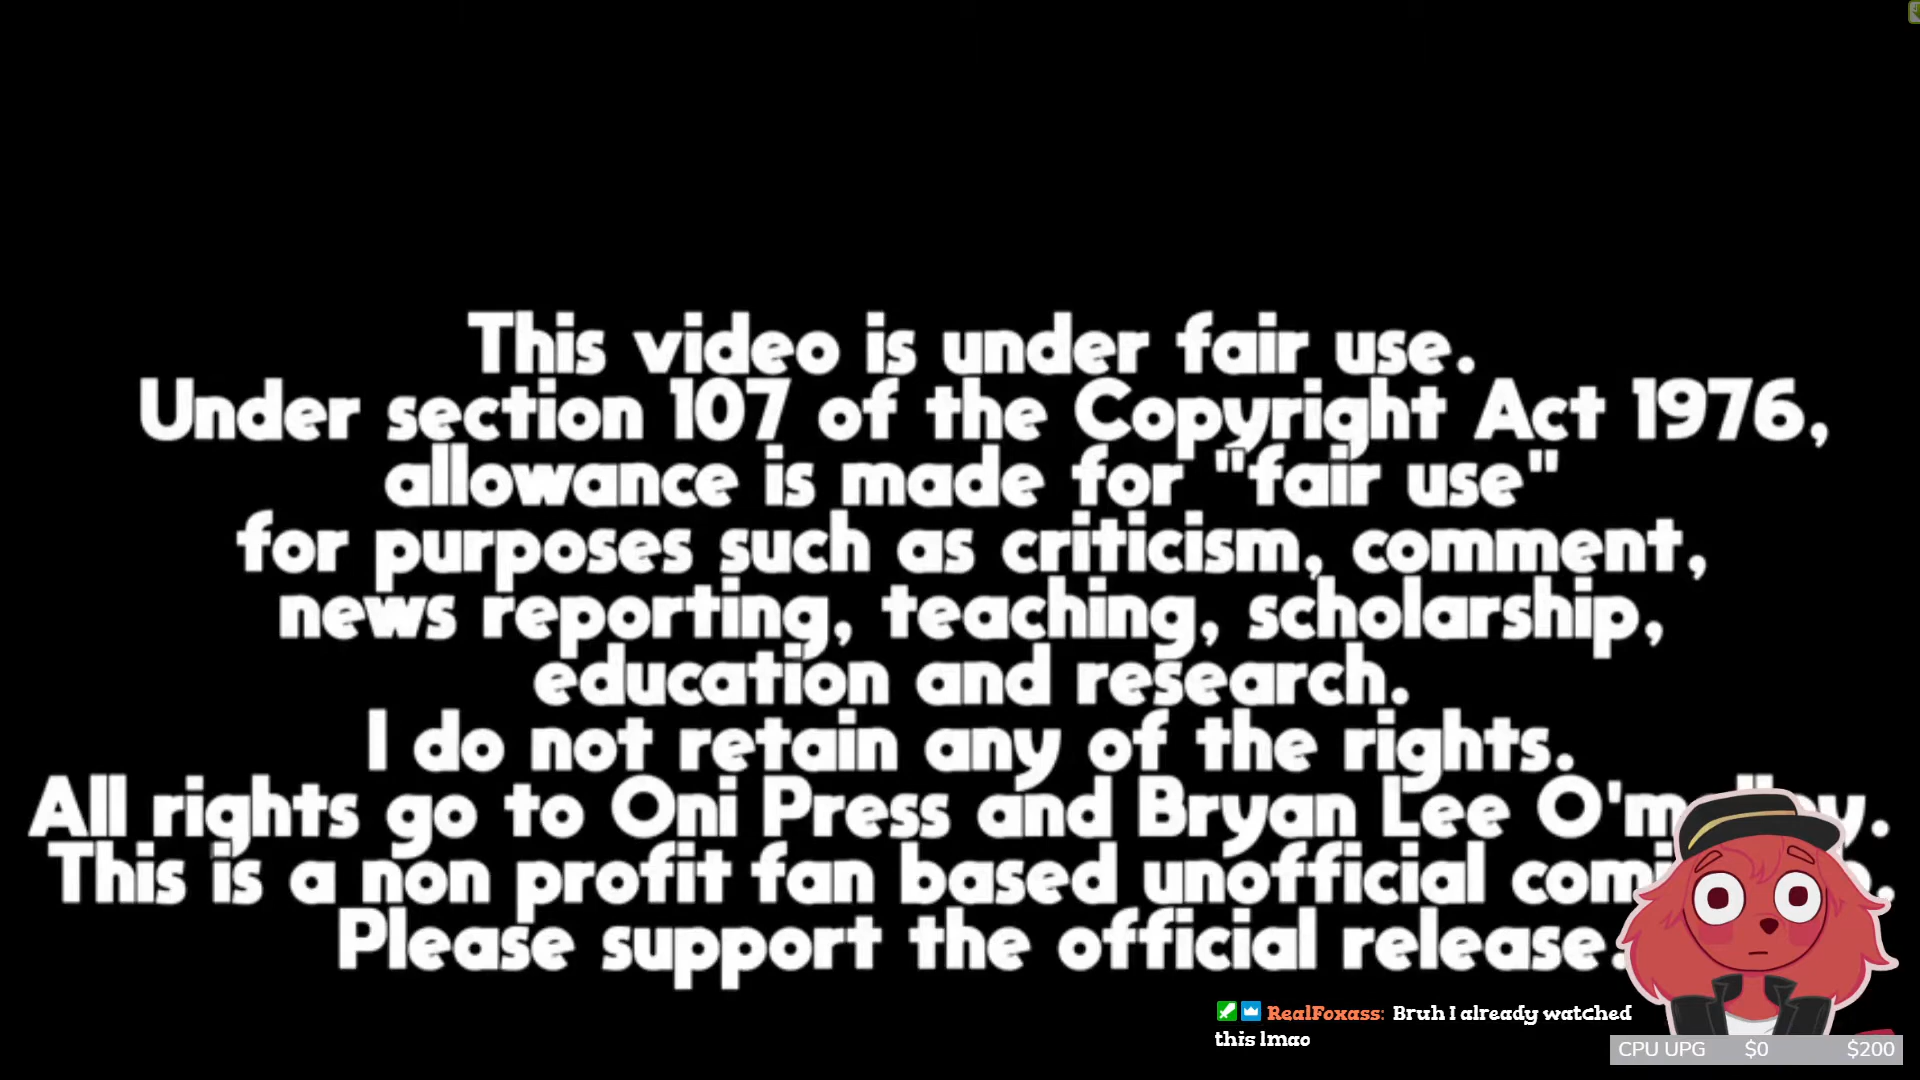 This video is under fair use.
Under section 107 of the Copyright Act 1976,
allowance is made for "fair use"
for purposes such as criticism, comment,
news reporting, teaching, scholarship,
education and research.
I do not retain any of the rights.
All rights go to Oni Press and Bryan Lee
This is a non profit fan based unofficial
Please support the official release.
RealFoxass: Bruh I already watched
this lmao
CPU UPG $0 $200